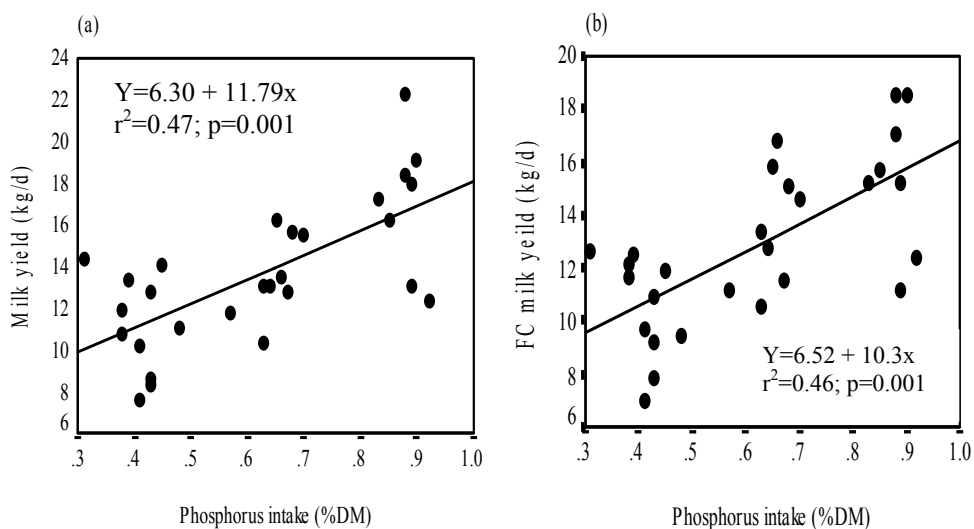 (a)
24
22
20
18
16
14
12
10
8
6
Milk yield (kg/d)
Y=6.30 + 11.79x
r²=0.47; p=0.001
.3 .4 .5 .6 .7 .8 .9 1.0
Phosphorus intake (%DM)
(b)
20
18
16
14
12
10
8
6
FC milk yeild (kg/d)
Y=6.52 + 10.3x
r²=0.46; p=0.001
.3 .4 .5 .6 .7 .8 .9 1.0
Phosphorus intake (%DM)